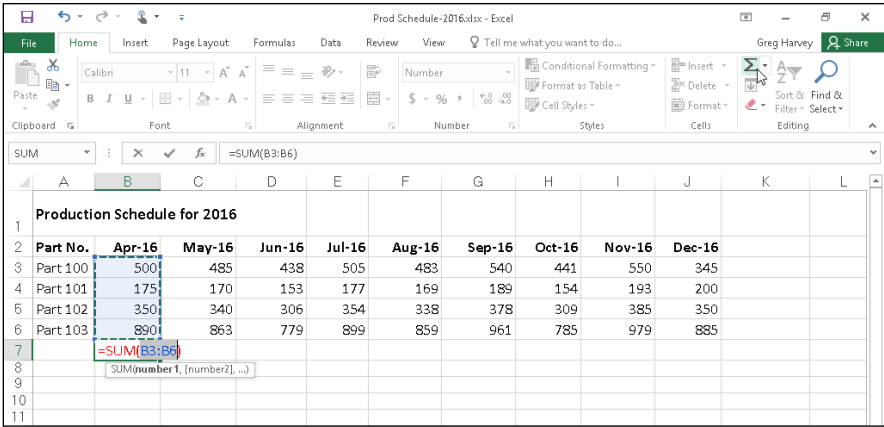 Prod Schedule-2016.xlsx - Excel
File Home Insert Page Layout Formulas Data Review View Tell me what you want to do... Greg Harvey Share
Paste
Calibri 11 A A
B I U A
Number
$ % , .00 .0 .00
Conditional Formatting
Format as Table
Cell Styles
Insert
Delete
Format
Σ
A Z
Sort & Filter
Find & Select
Clipboard Font Alignment Number Styles Cells Editing
SUM fx =SUM(B3:B6)
A B C D E F G H I J K L
1 Production Schedule for 2016
2 Part No. Apr-16 May-16 Jun-16 Jul-16 Aug-16 Sep-16 Oct-16 Nov-16 Dec-16
3 Part 100 500 485 438 505 483 540 441 550 345
4 Part 101 175 170 153 177 169 189 154 193 200
5 Part 102 350 340 306 354 338 378 309 385 350
6 Part 103 890 863 779 899 859 961 785 979 885
7 =SUM(B3:B6)
8 SUM(number1, [number2], ...)
9
10
11